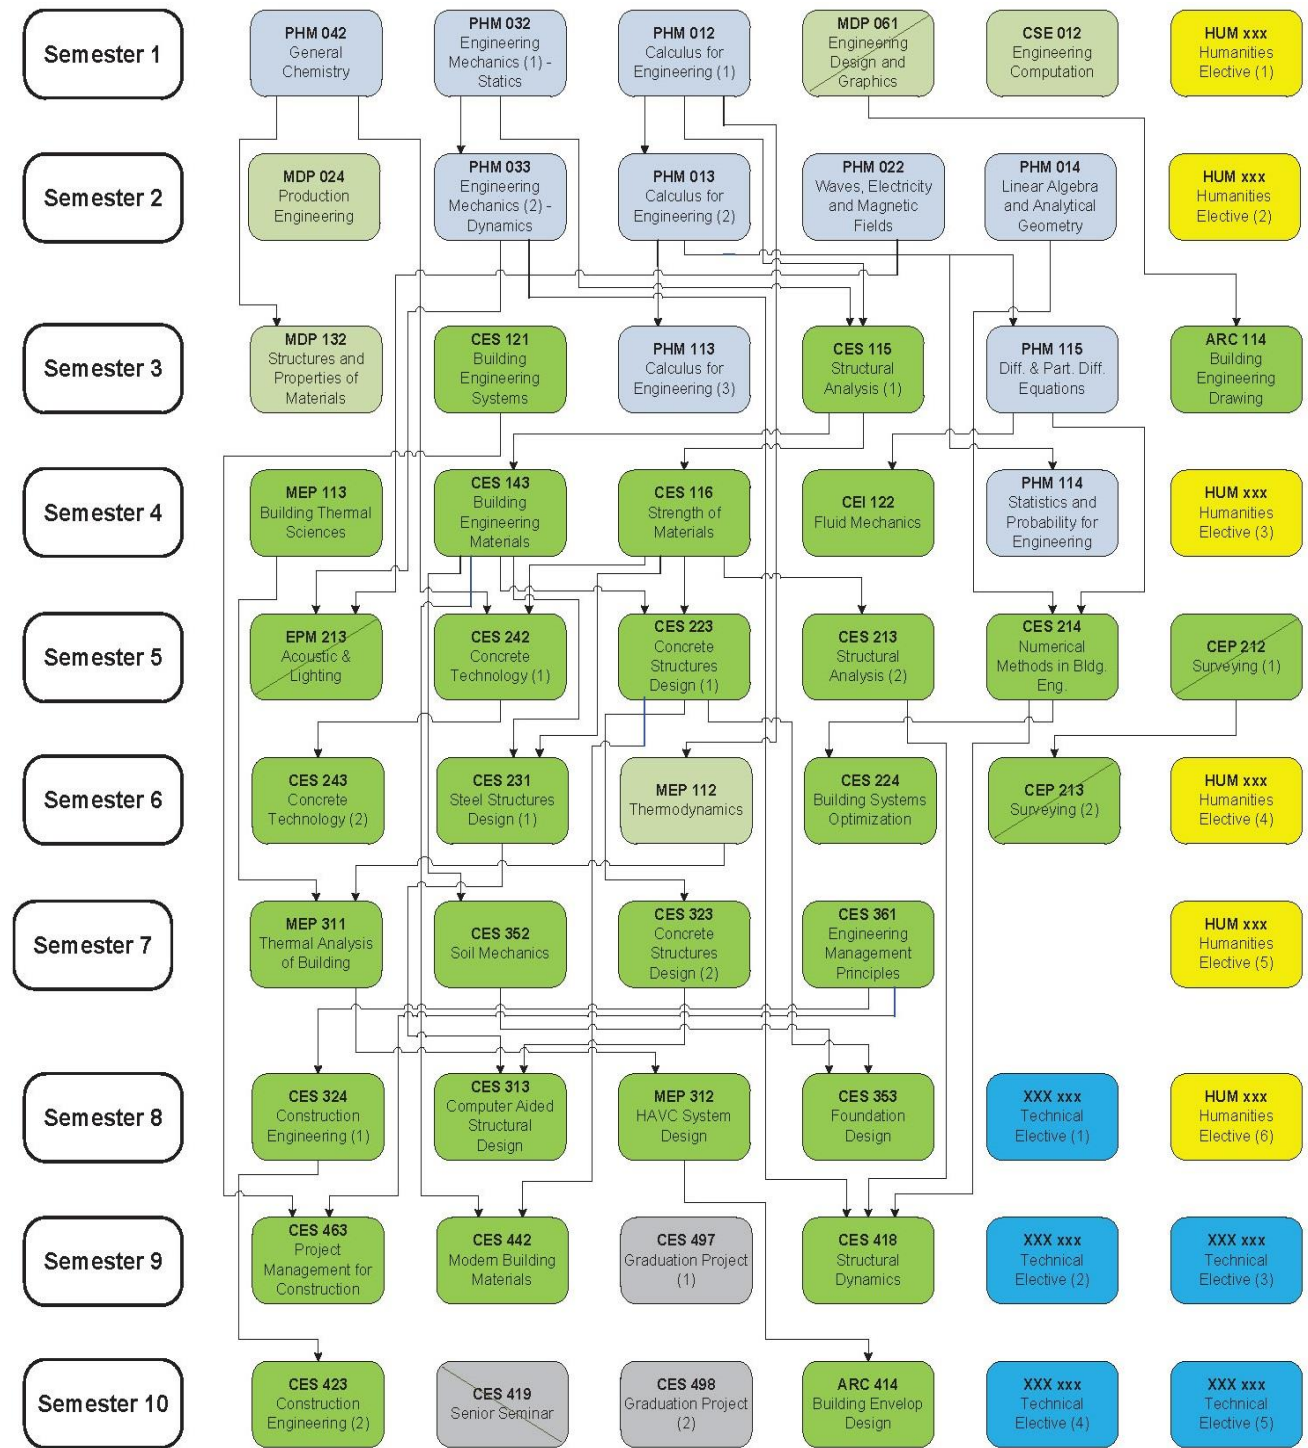 Semester 1
PHM 042
General
Chemistry
PHM 032
Engineering
Mechanics (1) -
Statics
PHM 012
Calculus for
Engineering (1)
MDP 061
Engineering
Design and
Graphics
CSE 012
Engineering
Computation
HUM xxx
Humanities
Elective (1)
Semester 2
MDP 024
Production
Engineering
PHM 033
Engineering
Mechanics (2) -
Dynamics
PHM 013
Calculus for
Engineering (2)
PHM 022
Waves, Electricity
and Magnetic
Fields
PHM 014
Linear Algebra
and Analytical
Geometry
HUM xxx
Humanities
Elective (2)
Semester 3
MDP 132
Structures and
Properties of
Materials
CES 121
Building
Engineering
Systems
PHM 113
Calculus for
Engineering (3)
CES 115
Structural
Analysis (1)
PHM 115
Diff. & Part. Diff.
Equations
ARC 114
Building
Engineering
Drawing
Semester 4
MEP 113
Building Thermal
Sciences
CES 143
Building
Engineering
Materials
CES 116
Strength of
Materials
CEI 122
Fluid Mechanics
PHM 114
Statistics and
Probability for
Engineering
HUM xxx
Humanities
Elective (3)
Semester 5
EPM 213
Acoustic &
Lighting
CES 242
Concrete
Technology (1)
CES 223
Concrete
Structures
Design (1)
CES 213
Structural
Analysis (2)
CES 214
Numerical
Methods in Bldg.
Eng.
CEP 212
Surveying (1)
Semester 6
CES 243
Concrete
Technology (2)
CES 231
Steel Structures
Design (1)
MEP 112
Thermodynamics
CES 224
Building Systems
Optimization
CEP 213
Surveying (2)
HUM xxx
Humanities
Elective (4)
Semester 7
MEP 311
Thermal Analysis
of Building
CES 352
Soil Mechanics
CES 323
Concrete
Structures
Design (2)
CES 361
Engineering
Management
Principles
HUM xxx
Humanities
Elective (5)
Semester 8
CES 324
Construction
Engineering (1)
CES 313
Computer Aided
Structural
Design
MEP 312
HAVC System
Design
CES 353
Foundation
Design
XXX xxx
Technical
Elective (1)
HUM xxx
Humanities
Elective (6)
Semester 9
CES 463
Project
Management for
Construction
CES 442
Modern Building
Materials
CES 497
Graduation Project
(1)
CES 418
Structural
Dynamics
XXX xxx
Technical
Elective (2)
XXX xxx
Technical
Elective (3)
Semester 10
CES 423
Construction
Engineering (2)
CES 419
Senior Seminar
CES 498
Graduation Project
(2)
ARC 414
Building Envelop
Design
XXX xxx
Technical
Elective (4)
XXX xxx
Technical
Elective (5)